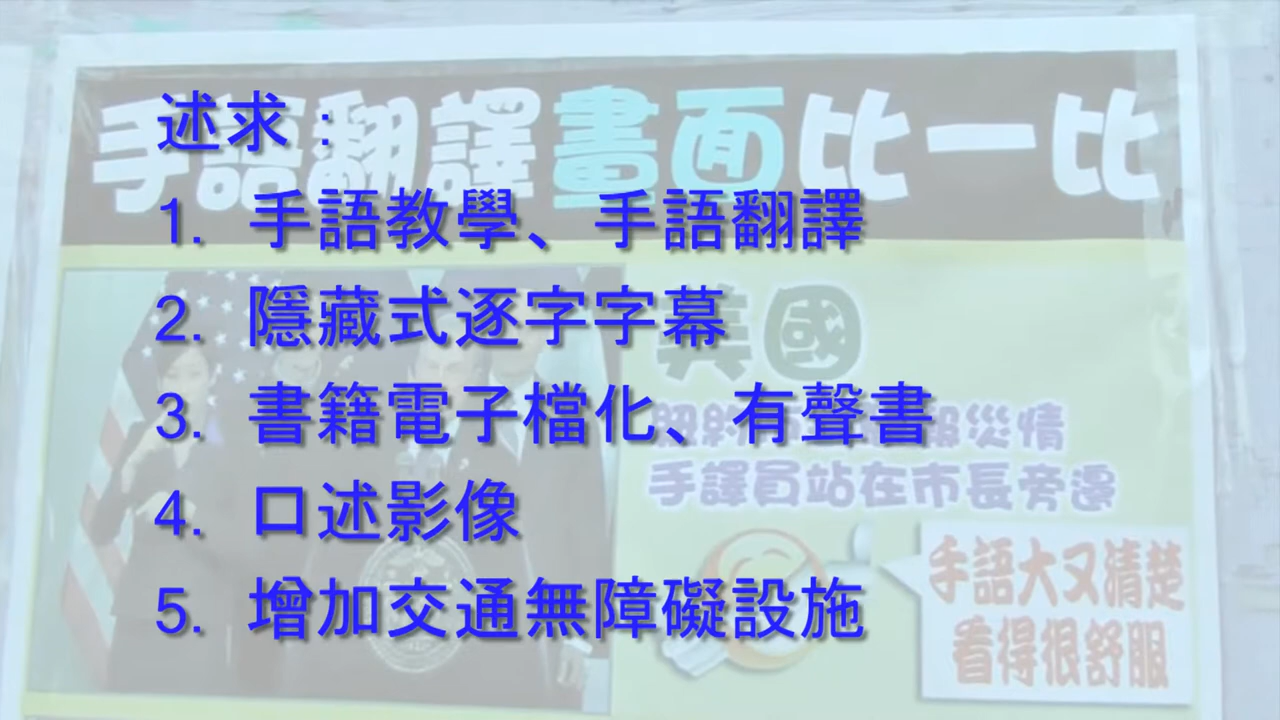 手語翻譯畫面比一比
述求：
1. 手語教學、手語翻譯
2. 隱藏式逐字字幕
3. 書籍電子檔化、有聲書
4. 口述影像
5. 增加交通無障礙設施
美國
災情
手譯員站在市長旁邊
手語大又清楚
看得很舒服